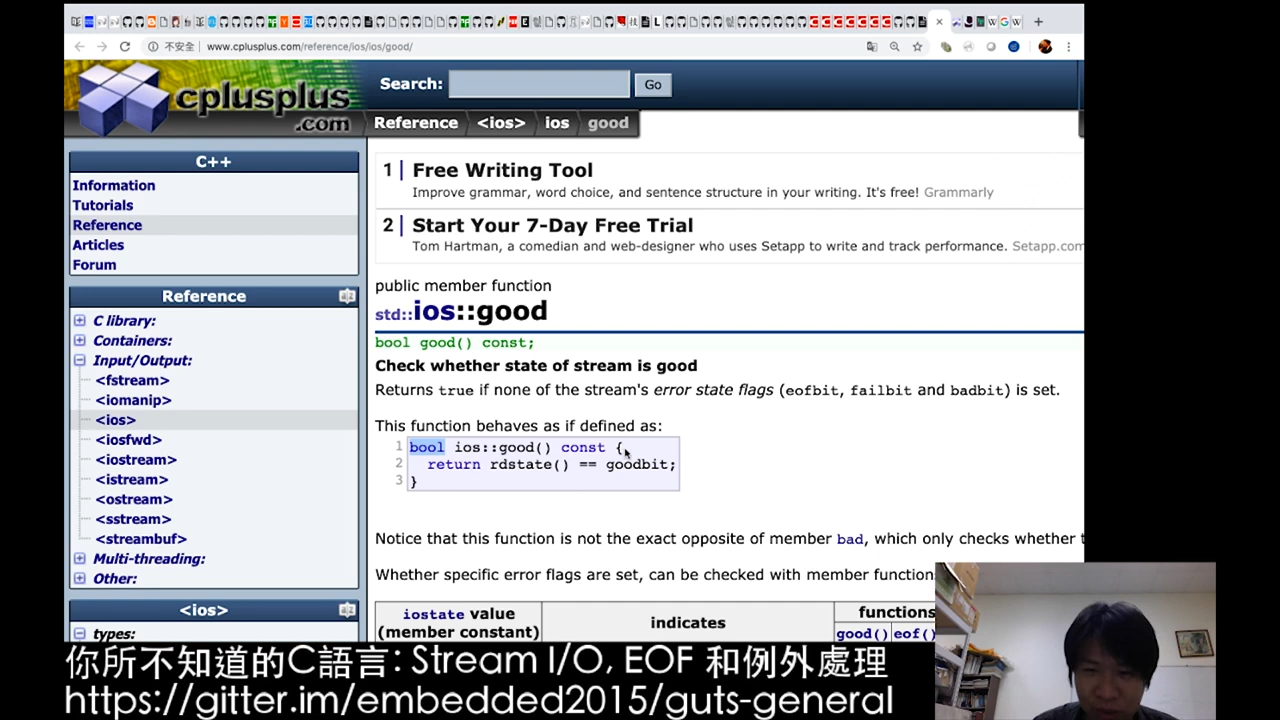 不安全 www.cplusplus.com/reference/ios/ios/good/
cplusplus
.com
Search: Go
Reference <ios> ios good
C++
Information
Tutorials
Reference
Articles
Forum
Reference
C library:
Containers:
Input/Output:
<fstream>
<iomanip>
<ios>
<iosfwd>
<iostream>
<istream>
<ostream>
<sstream>
<streambuf>
Multi-threading:
Other:
<ios>
types:
1 Free Writing Tool
Improve grammar, word choice, and sentence structure in your writing. It's free! Grammarly
2 Start Your 7-Day Free Trial
Tom Hartman, a comedian and web-designer who uses Setapp to write and track performance. Setapp.com
public member function
std::ios::good
bool good() const;
Check whether state of stream is good
Returns true if none of the stream's error state flags (eofbit, failbit and badbit) is set.
This function behaves as if defined as:
1 bool ios::good() const {
2 return rdstate() == goodbit;
3 }
Notice that this function is not the exact opposite of member bad, which only checks whether
Whether specific error flags are set, can be checked with member function
iostate value
(member constant)
indicates
functions
good() eof()
你所不知道的C語言: Stream I/O, EOF 和例外處理
https://gitter.im/embedded2015/guts-general